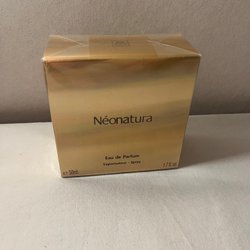 Néonatura
Eau de Parfum
Vaporisateur - Spray
50ml 1.7 fl.oz